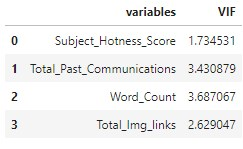 variables VIF
0 Subject_Hotness_Score 1.734531
1 Total_Past_Communications 3.430879
2 Word_Count 3.687067
3 Total_Img_links 2.629047